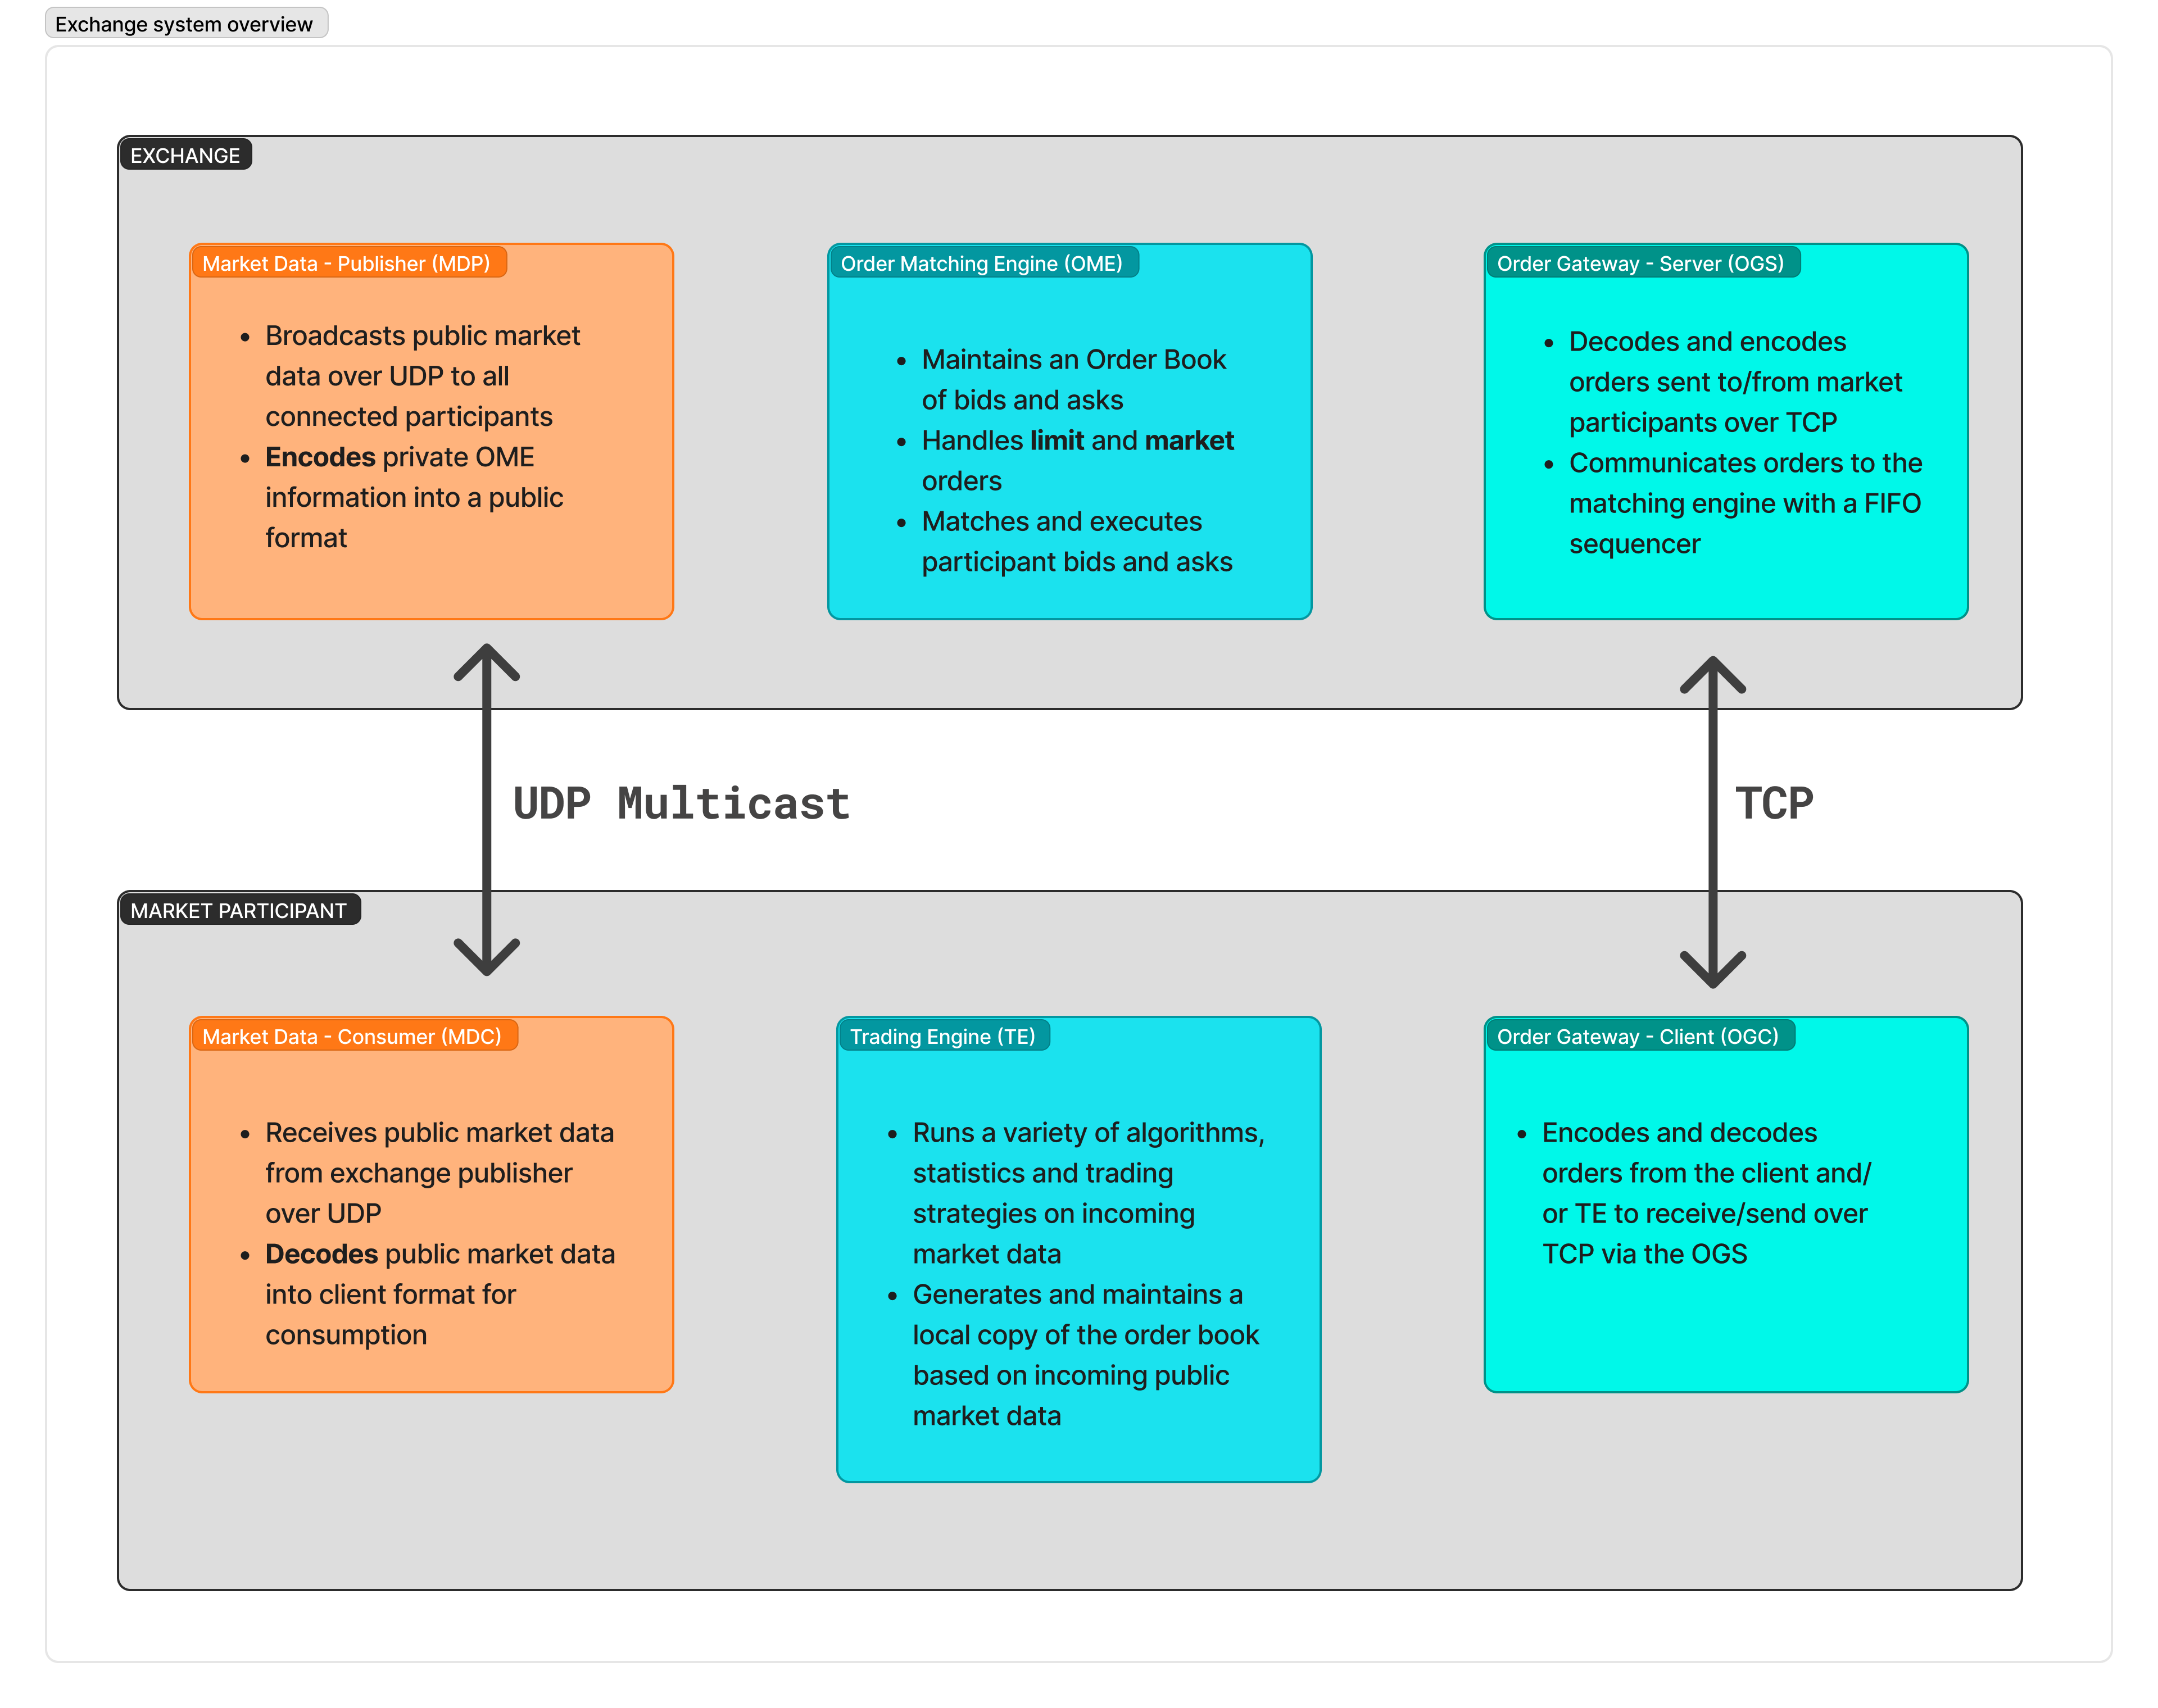 Exchange system overview
EXCHANGE
Market Data - Publisher (MDP)
• Broadcasts public market
data over UDP to all
connected participants
• Encodes private OME
information into a public
format
Order Matching Engine (OME)
• Maintains an Order Book
of bids and asks
• Handles limit and market
orders
• Matches and executes
participant bids and asks
Order Gateway - Server (OGS)
• Decodes and encodes
orders sent to/from market
participants over TCP
• Communicates orders to the
matching engine with a FIFO
sequencer
UDP Multicast
TCP
MARKET PARTICIPANT
Market Data - Consumer (MDC)
• Receives public market data
from exchange publisher
over UDP
• Decodes public market data
into client format for
consumption
Trading Engine (TE)
• Runs a variety of algorithms,
statistics and trading
strategies on incoming
market data
• Generates and maintains a
local copy of the order book
based on incoming public
market data
Order Gateway - Client (OGC)
• Encodes and decodes
orders from the client and/
or TE to receive/send over
TCP via the OGS